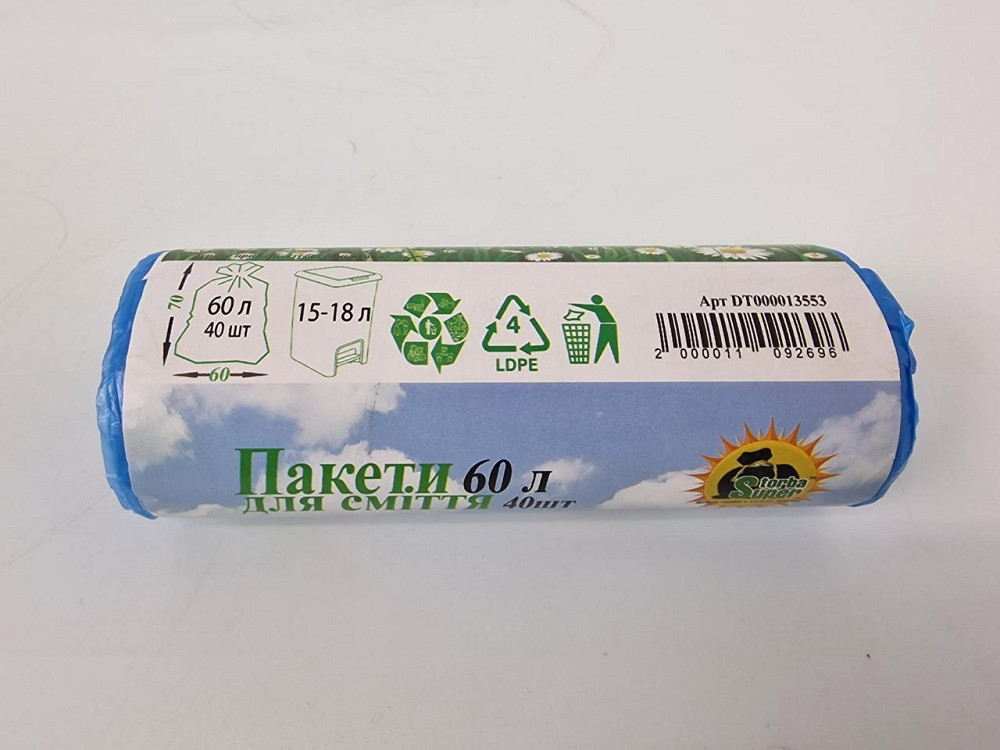 70
60 л
40 шт
60
15-18 л
4
LDPE
Арт DT000013553
2 000011 092696
Пакети 60 л
для сміття 40шт
Storba
Super